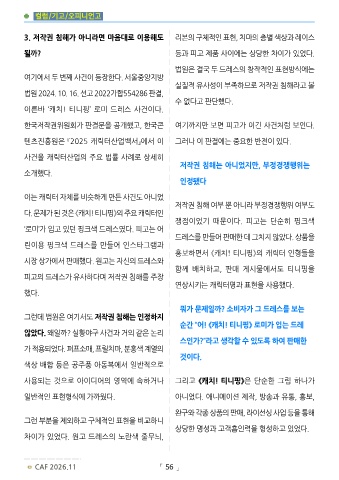 칼럼/기고/오피니언고
3. 저작권 침해가 아니라면 마음대로 이용해도
될까?
여기에서 두 번째 사건이 등장한다. 서울중앙지방
법원 2024. 10. 16. 선고 2022가합554286 판결,
이른바 '캐치! 티니핑' 로미 드레스 사건이다.
한국저작권위원회가 판결문을 공개했고, 한국콘
텐츠진흥원은 『2025 캐릭터산업백서』에서 이
사건을 캐릭터산업의 주요 법률 사례로 상세히
소개했다.
이는 캐릭터 자체를 비슷하게 만든 사건도 아니었
다. 문제가 된 것은 《캐치! 티니핑》의 주요 캐릭터인
'로미'가 입고 있던 핑크색 드레스였다. 피고는 어
린이용 핑크색 드레스를 만들어 인스타그램과
시장 상가에서 판매했다. 원고는 자신의 드레스와
피고의 드레스가 유사하다며 저작권 침해를 주장
했다.
그런데 법원은 여기서도 저작권 침해는 인정하지
않았다. 왜일까? 실황야구 사건과 거의 같은 논리
가 적용되었다. 퍼프소매, 프릴치마, 분홍색 계열의
색상 배합 등은 공주풍 아동복에서 일반적으로
사용되는 것으로 아이디어의 영역에 속하거나
일반적인 표현형식에 가까웠다.
그런 부분을 제외하고 구체적인 표현을 비교하니
차이가 있었다. 원고 드레스의 노란색 줄무늬,
리본의 구체적인 표현, 치마의 층별 색상과 레이스
등과 피고 제품 사이에는 상당한 차이가 있었다.
법원은 결국 두 드레스의 창작적인 표현방식에는
실질적 유사성이 부족하므로 저작권 침해라고 볼
수 없다고 판단했다.
여기까지만 보면 피고가 이긴 사건처럼 보인다.
그러나 이 판결에는 중요한 반전이 있다.
저작권 침해는 아니었지만, 부정경쟁행위는
인정됐다
저작권 침해 여부 뿐 아니라 부정경쟁행위 여부도
쟁점이었기 때문이다. 피고는 단순히 핑크색
드레스를 만들어 판매한 데 그치지 않았다. 상품을
홍보하면서 《캐치! 티니핑》의 캐릭터 인형들을
함께 배치하고, 판매 게시물에서도 티니핑을
연상시키는 캐릭터명과 표현을 사용했다.
뭐가 문제일까? 소비자가 그 드레스를 보는
순간 "어! 《캐치! 티니핑》 로미가 입는 드레
스인가?"라고 생각할 수 있도록 하여 판매한
것이다.
그리고 《캐치! 티니핑》은 단순한 그림 하나가
아니었다. 애니메이션 제작, 방송과 유통, 홍보,
완구와 각종 상품의 판매, 라이선싱 사업 등을 통해
상당한 명성과 고객흡인력을 형성하고 있었다.
CAF 2026.11
「 56 」